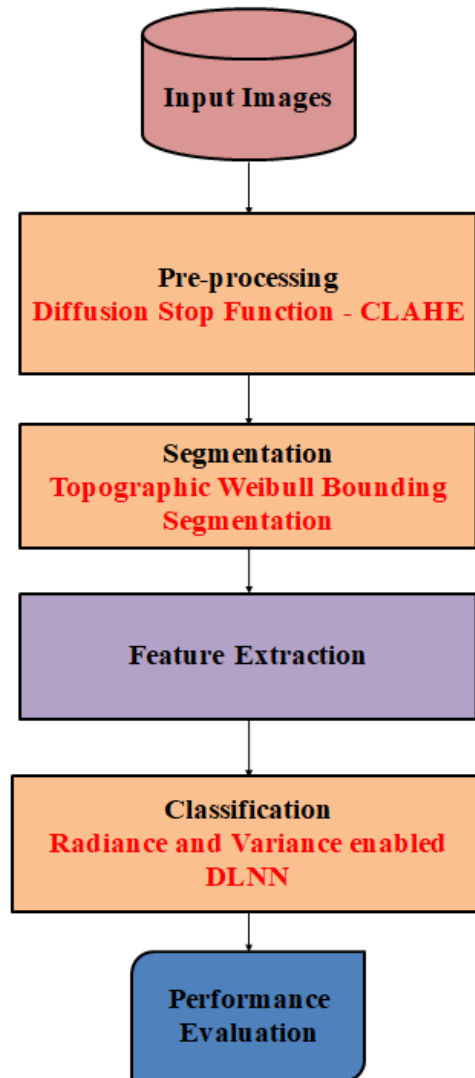 Input Images
Pre-processing
Diffusion Stop Function - CLAHE
Segmentation
Topographic Weibull Bounding
Segmentation
Feature Extraction
Classification
Radiance and Variance enabled
DLNN
Performance
Evaluation